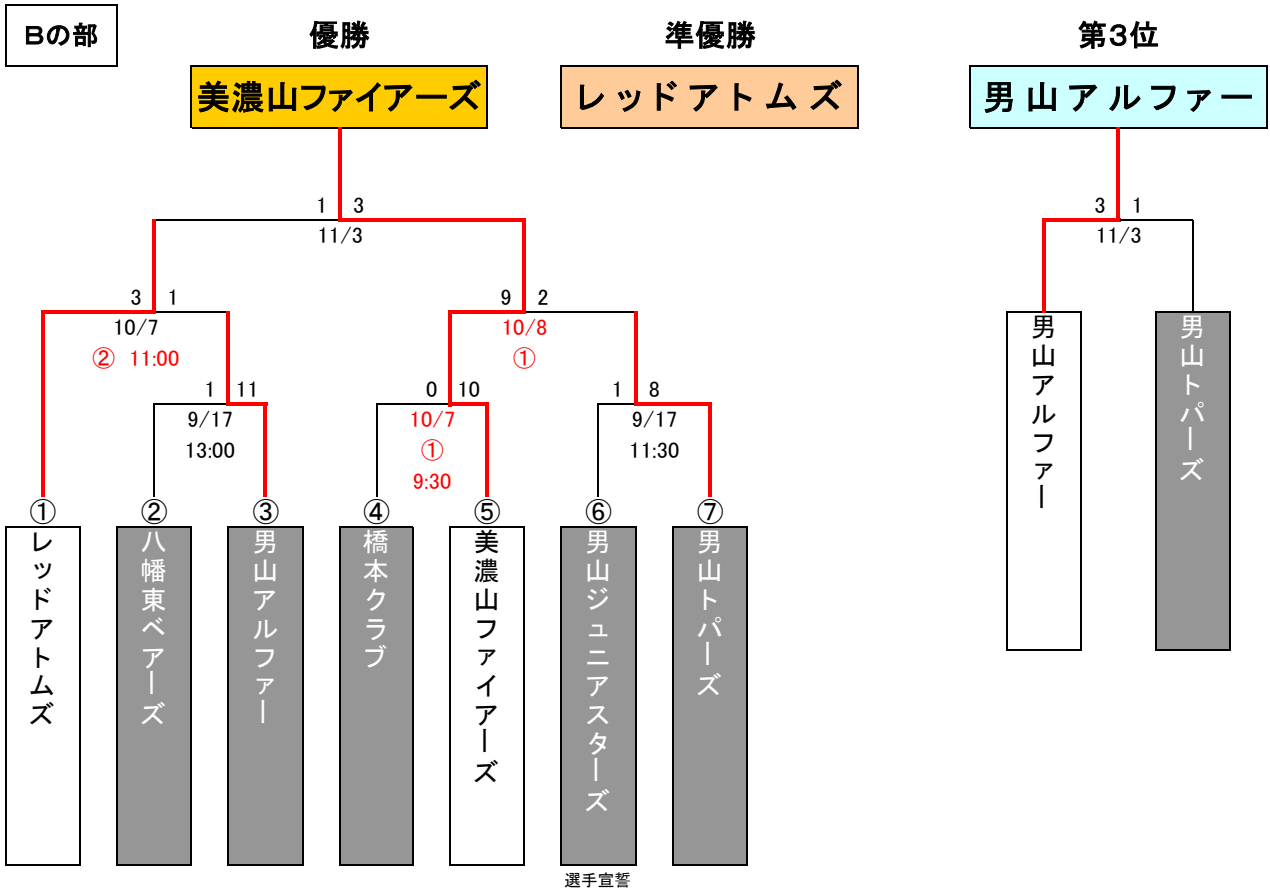 Bの部
優勝
準優勝
第3位
美濃山ファイアーズ
レッドアトムズ
男山アルファー
1 3
11/3
3 1
11/3
3 1
10/7
② 11:00
9 2
10/8
①
1 11
9/17
13:00
0 10
10/7
①
9:30
1 8
9/17
11:30
男山アルファー
男山トパーズ
①
②
③
④
⑤
⑥
⑦
レッドアトムズ
八幡東ベアーズ
男山アルファー
橋本クラブ
美濃山ファイアーズ
男山ジュニアスターズ
男山トパーズ
選手宣誓